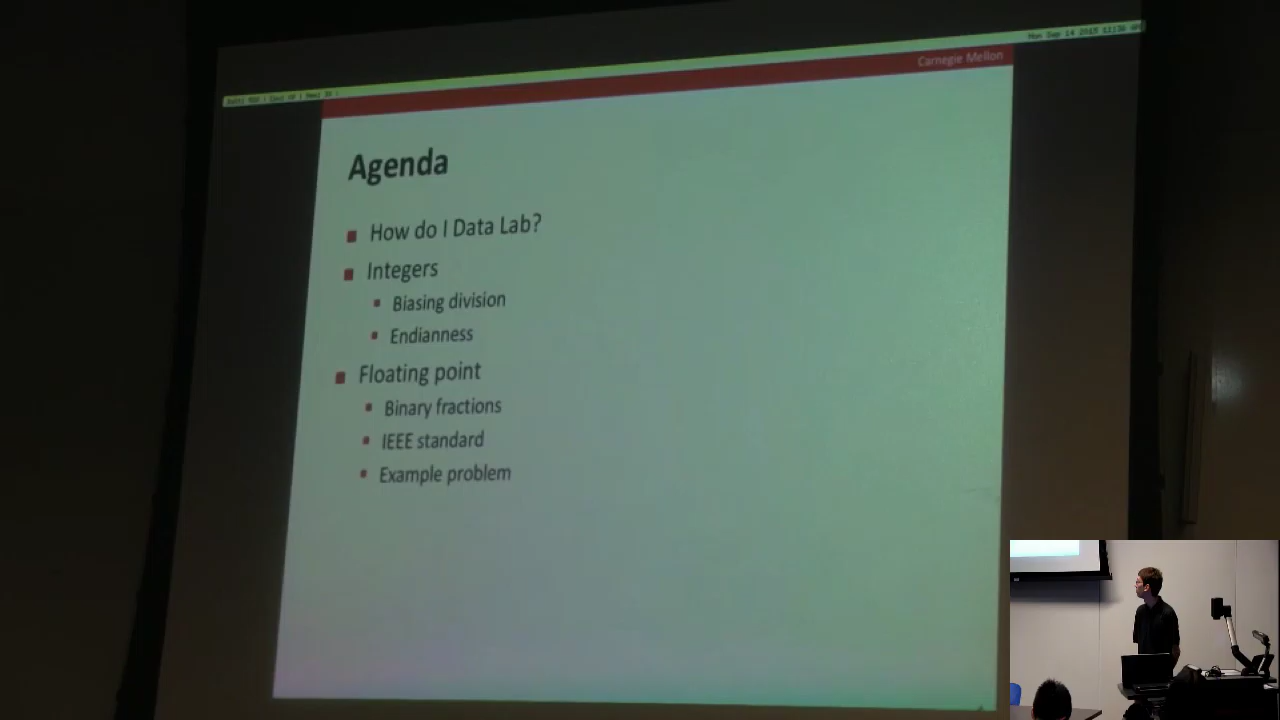 Carnegie Mellon
Agenda
How do I Data Lab?
Integers
Biasing division
Endianness
Floating point
Binary fractions
IEEE standard
Example problem